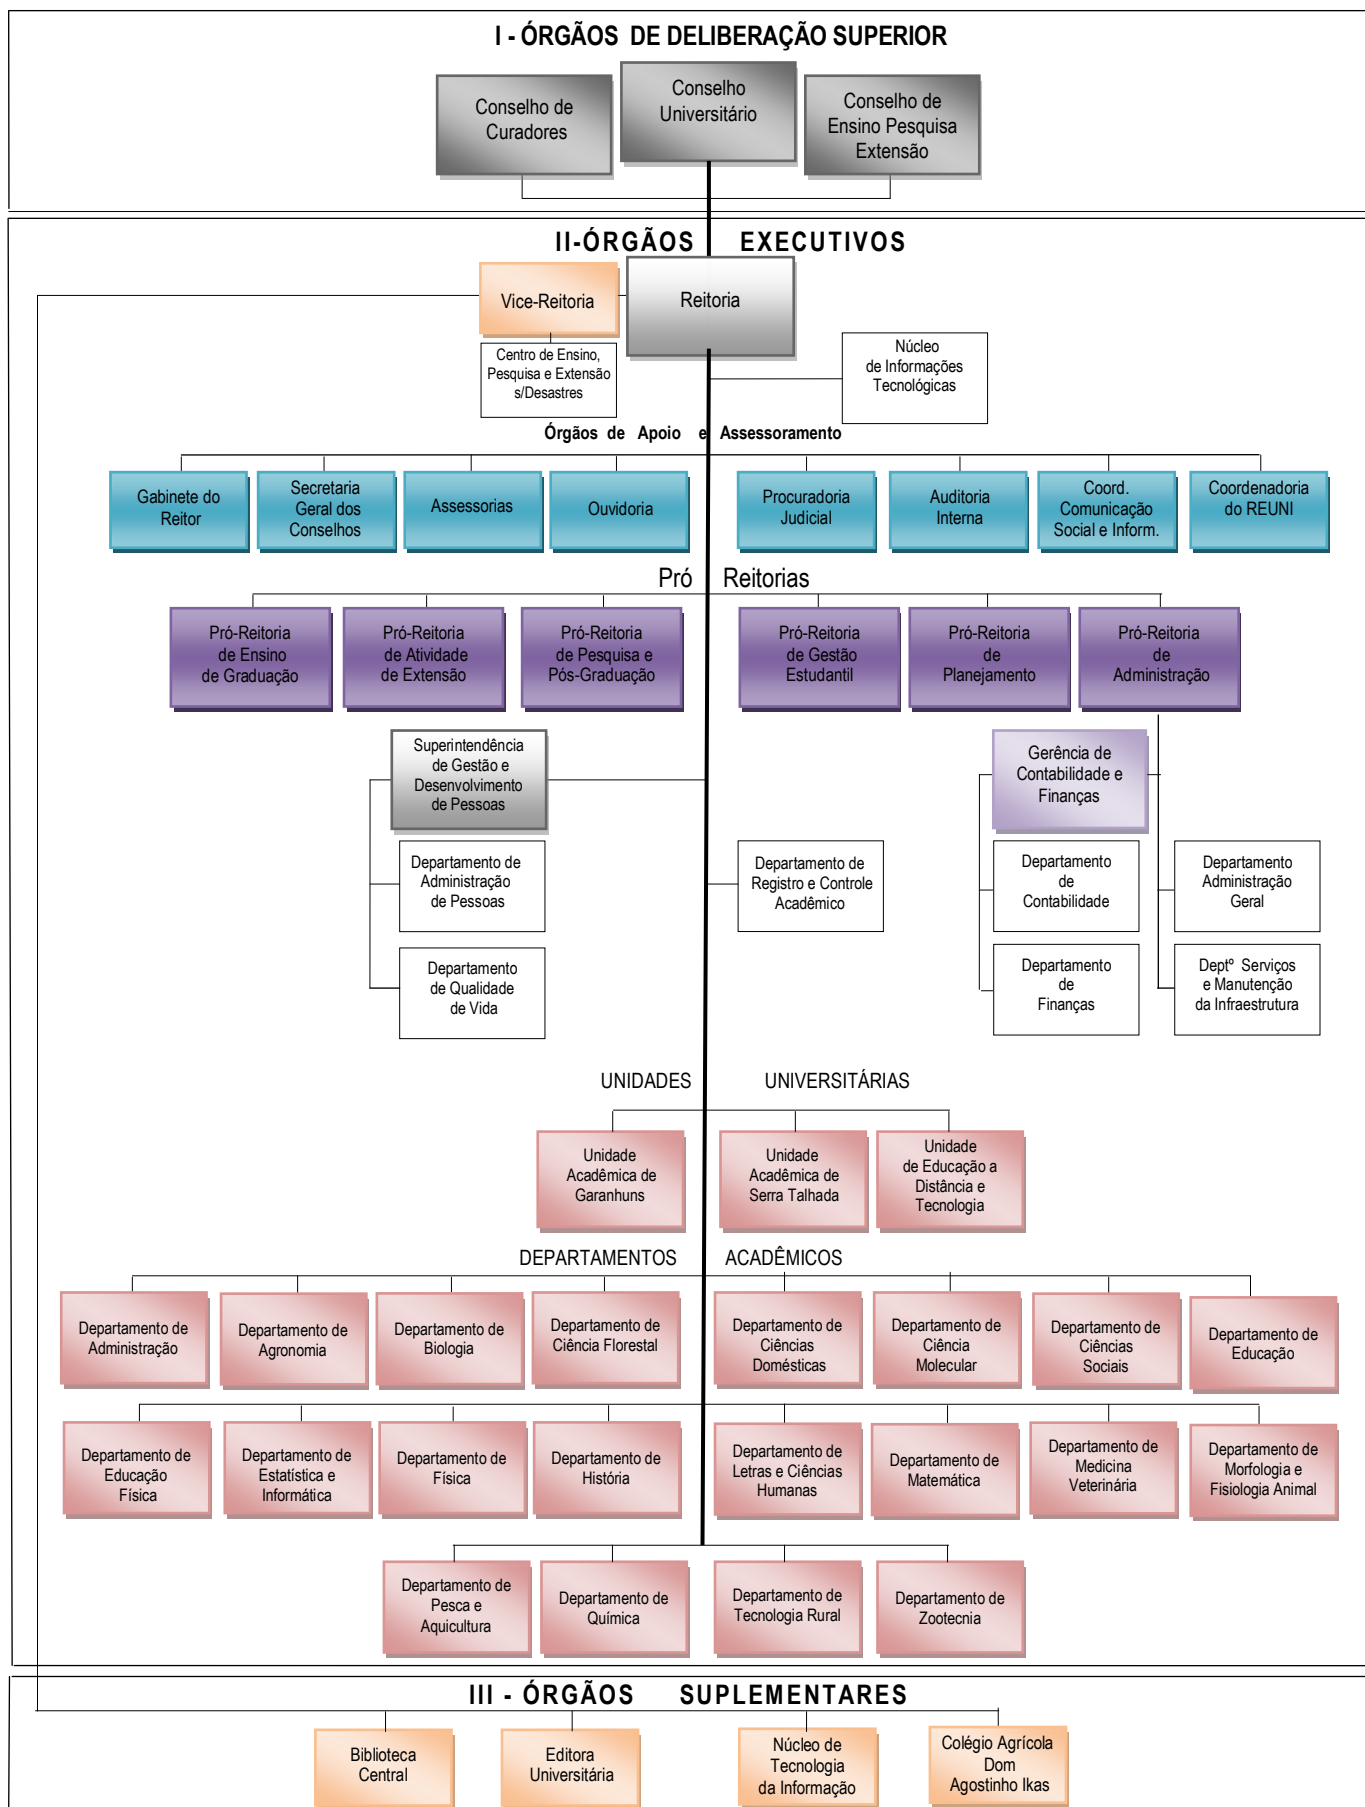 I - ÓRGÃOS DE DELIBERAÇÃO SUPERIOR
Conselho de
Curadores
Conselho
Universitário
Conselho de
Ensino Pesquisa
Extensão
II-ÓRGÃOS EXECUTIVOS
Vice-Reitoria
Reitoria
Centro de Ensino,
Pesquisa e Extensão
s/Desastres
Núcleo
de Informações
Tecnológicas
Órgãos de Apoio e Assessoramento
Gabinete do
Reitor
Secretaria
Geral dos
Conselhos
Assessorias
Ouvidoria
Procuradoria
Judicial
Auditoria
Interna
Coord.
Comunicação
Social e Inform.
Coordenadoria
do REUNI
Pró Reitorias
Pró-Reitoria
de Ensino
de Graduação
Pró-Reitoria
de Atividade
de Extensão
Pró-Reitoria
de Pesquisa e
Pós-Graduação
Pró-Reitoria
de Gestão
Estudantil
Pró-Reitoria
de
Planejamento
Pró-Reitoria
de
Administração
Superintendência
de Gestão e
Desenvolvimento
de Pessoas
Gerência de
Contabilidade e
Finanças
Departamento de
Administração
de Pessoas
Departamento de
Registro e Controle
Acadêmico
Departamento
de
Contabilidade
Departamento
Administração
Geral
Departamento
de Qualidade
de Vida
Departamento
de
Finanças
Deptº Serviços
e Manutenção
da Infraestrutura
UNIDADES UNIVERSITÁRIAS
Unidade
Acadêmica de
Garanhuns
Unidade
Acadêmica de
Serra Talhada
Unidade
de Educação a
Distância e
Tecnologia
DEPARTAMENTOS ACADÊMICOS
Departamento de
Administração
Departamento de
Agronomia
Departamento de
Biologia
Departamento de
Ciência Florestal
Departamento de
Ciências
Domésticas
Departamento de
Ciência
Molecular
Departamento de
Ciências
Sociais
Departamento de
Educação
Departamento de
Educação
Física
Departamento de
Estatística e
Informática
Departamento de
Física
Departamento de
História
Departamento de
Letras e Ciências
Humanas
Departamento de
Matemática
Departamento de
Medicina
Veterinária
Departamento de
Morfologia e
Fisiologia Animal
Departamento de
Pesca e
Aquicultura
Departamento de
Química
Departamento de
Tecnologia Rural
Departamento de
Zootecnia
III - ÓRGÃOS SUPLEMENTARES
Biblioteca
Central
Editora
Universitária
Núcleo de
Tecnologia
da Informação
Colégio Agrícola
Dom
Agostinho Ikas